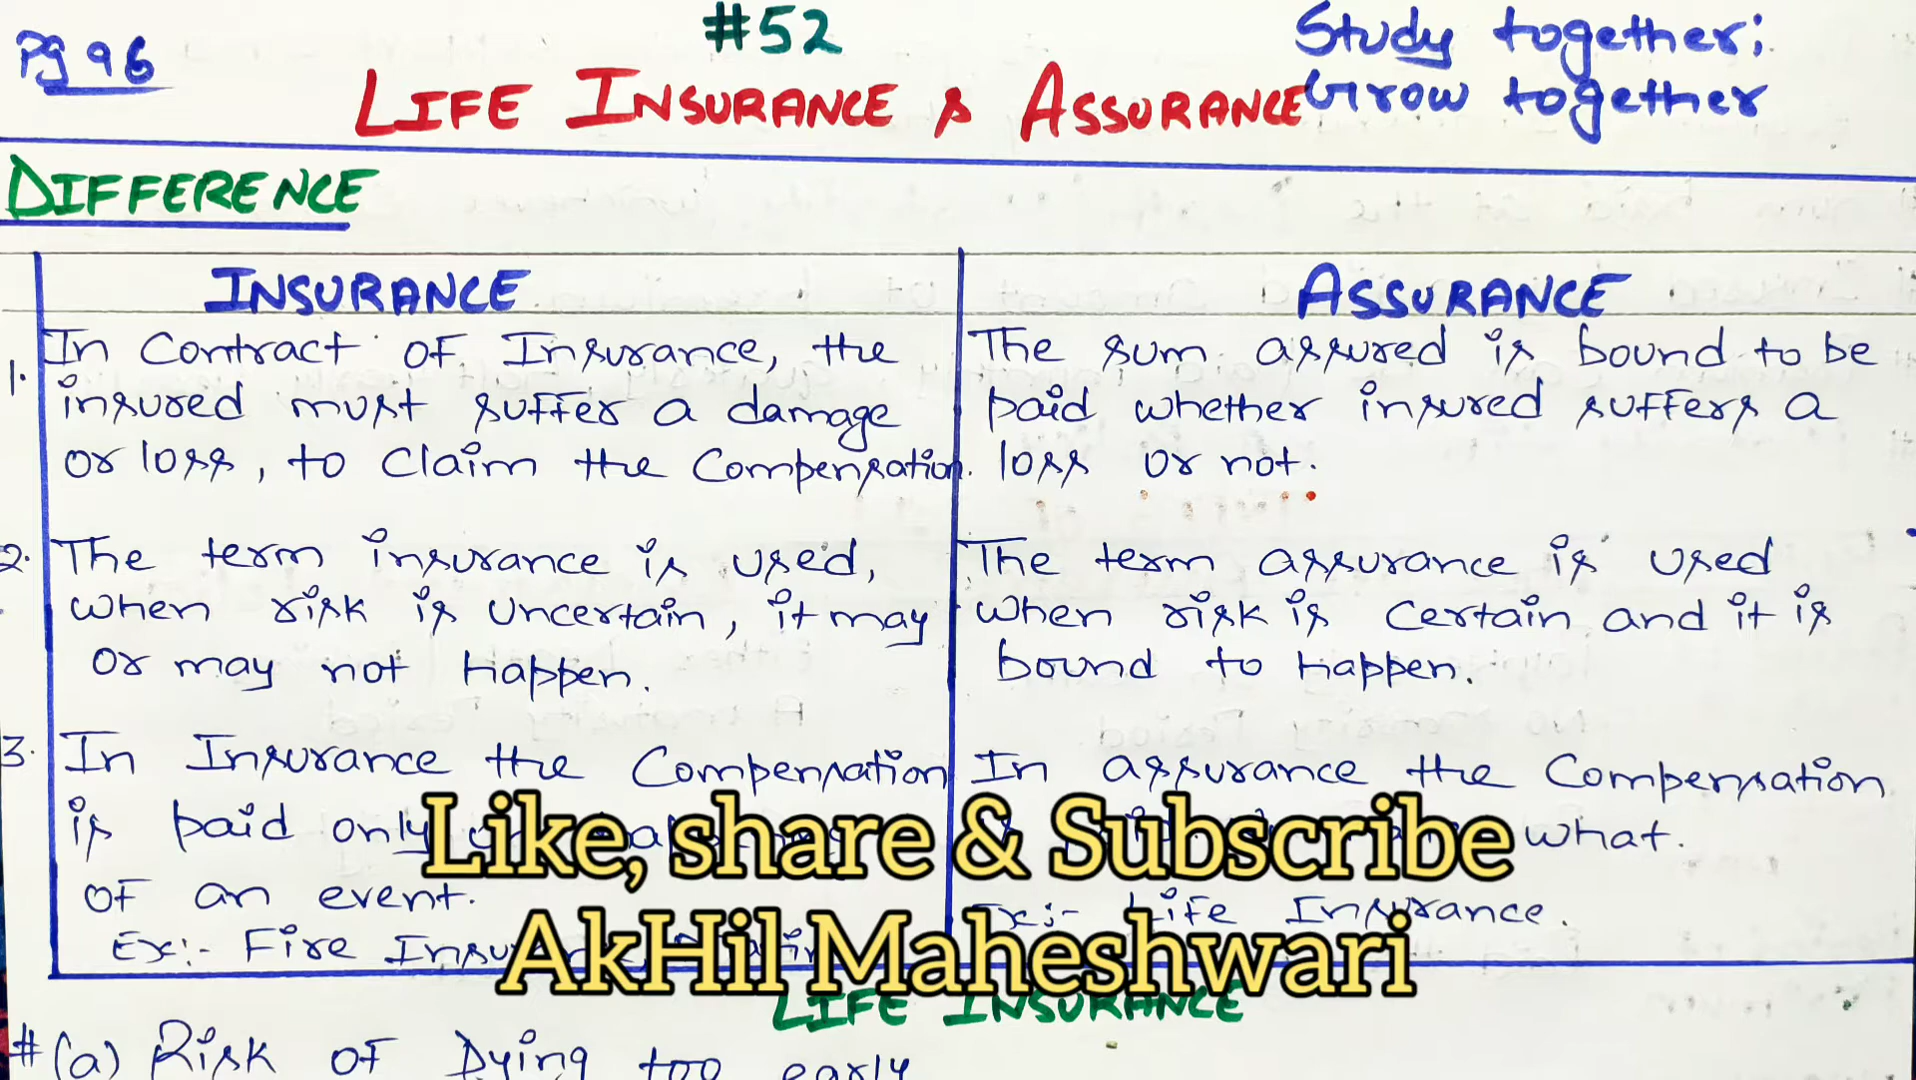 Pg 96
#52
Study together;
Grow together
LIFE INSURANCE & ASSURANCE
DIFFERENCE
INSURANCE
1. In Contract of Insurance, the
insured must suffer a damage
or loss, to Claim the Compensation.
2. The term insurance is used,
when risk is uncertain, it may
or may not happen.
3. In Insurance the Compensation
is paid only
of an event.
Ex:- Fire
ASSURANCE
The sum assured is bound to be
paid whether insured suffers a
loss or not.
The term assurance is used
when risk is Certain and it is
bound to happen.
In assurance the Compensation
what.
Ex:- Life Insurance.
Like, share & Subscribe
AkHil Maheshwari
LIFE INSURANCE
#(a) Risk of Dying too early